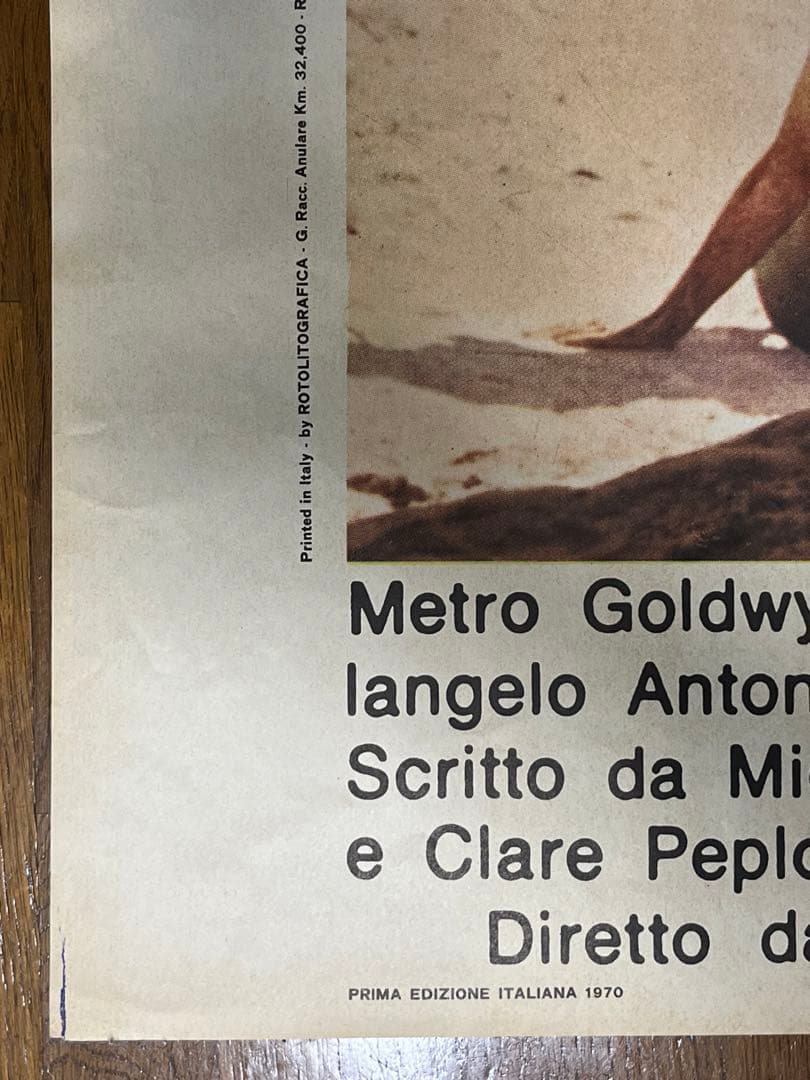 Printed in Italy - by ROTOLITOGRAFICA - G. Racc. Anulare Km. 32,400 - R
Metro Goldwy
langelo Anton
Scritto da Mic
e Clare Peplo
Diretto da
PRIMA EDIZIONE ITALIANA 1970